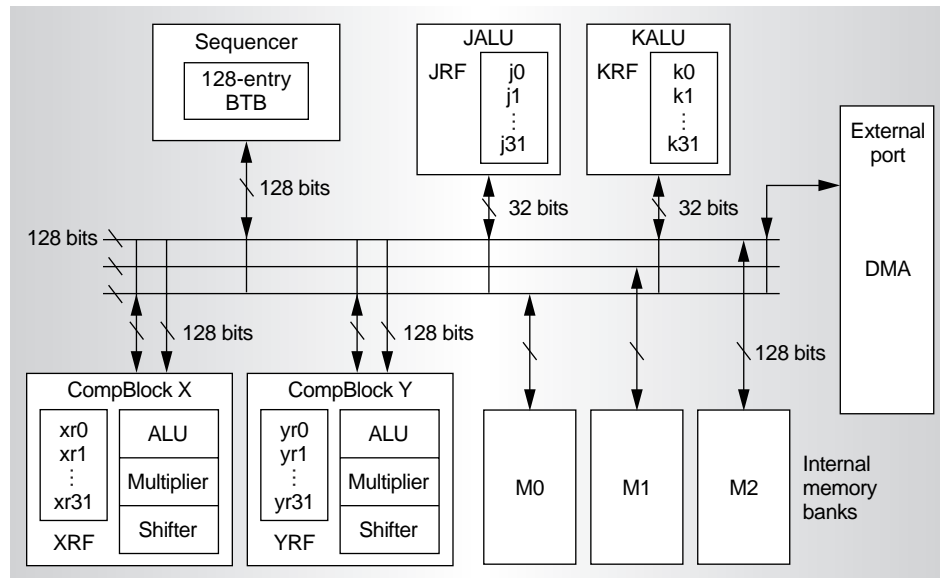 Sequencer
128-entry
BTB
JALU
JRF
j0
j1
⋮
j31
KALU
KRF
k0
k1
⋮
k31
External
port
DMA
128 bits
32 bits
32 bits
128 bits
128 bits
128 bits
128 bits
CompBlock X
xr0
xr1
⋮
xr31
XRF
ALU
Multiplier
Shifter
CompBlock Y
yr0
yr1
⋮
yr31
YRF
ALU
Multiplier
Shifter
M0
M1
M2
Internal
memory
banks